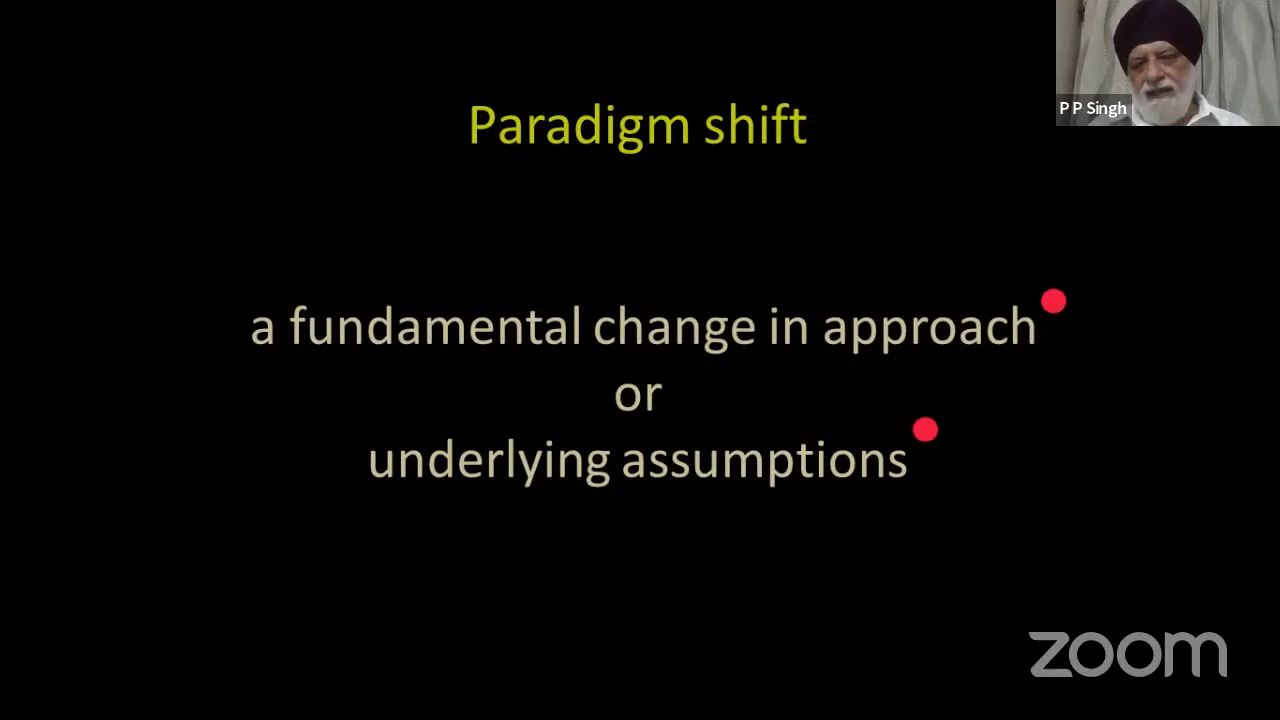 P P Singh
Paradigm shift
a fundamental change in approach
or
underlying assumptions
zoom